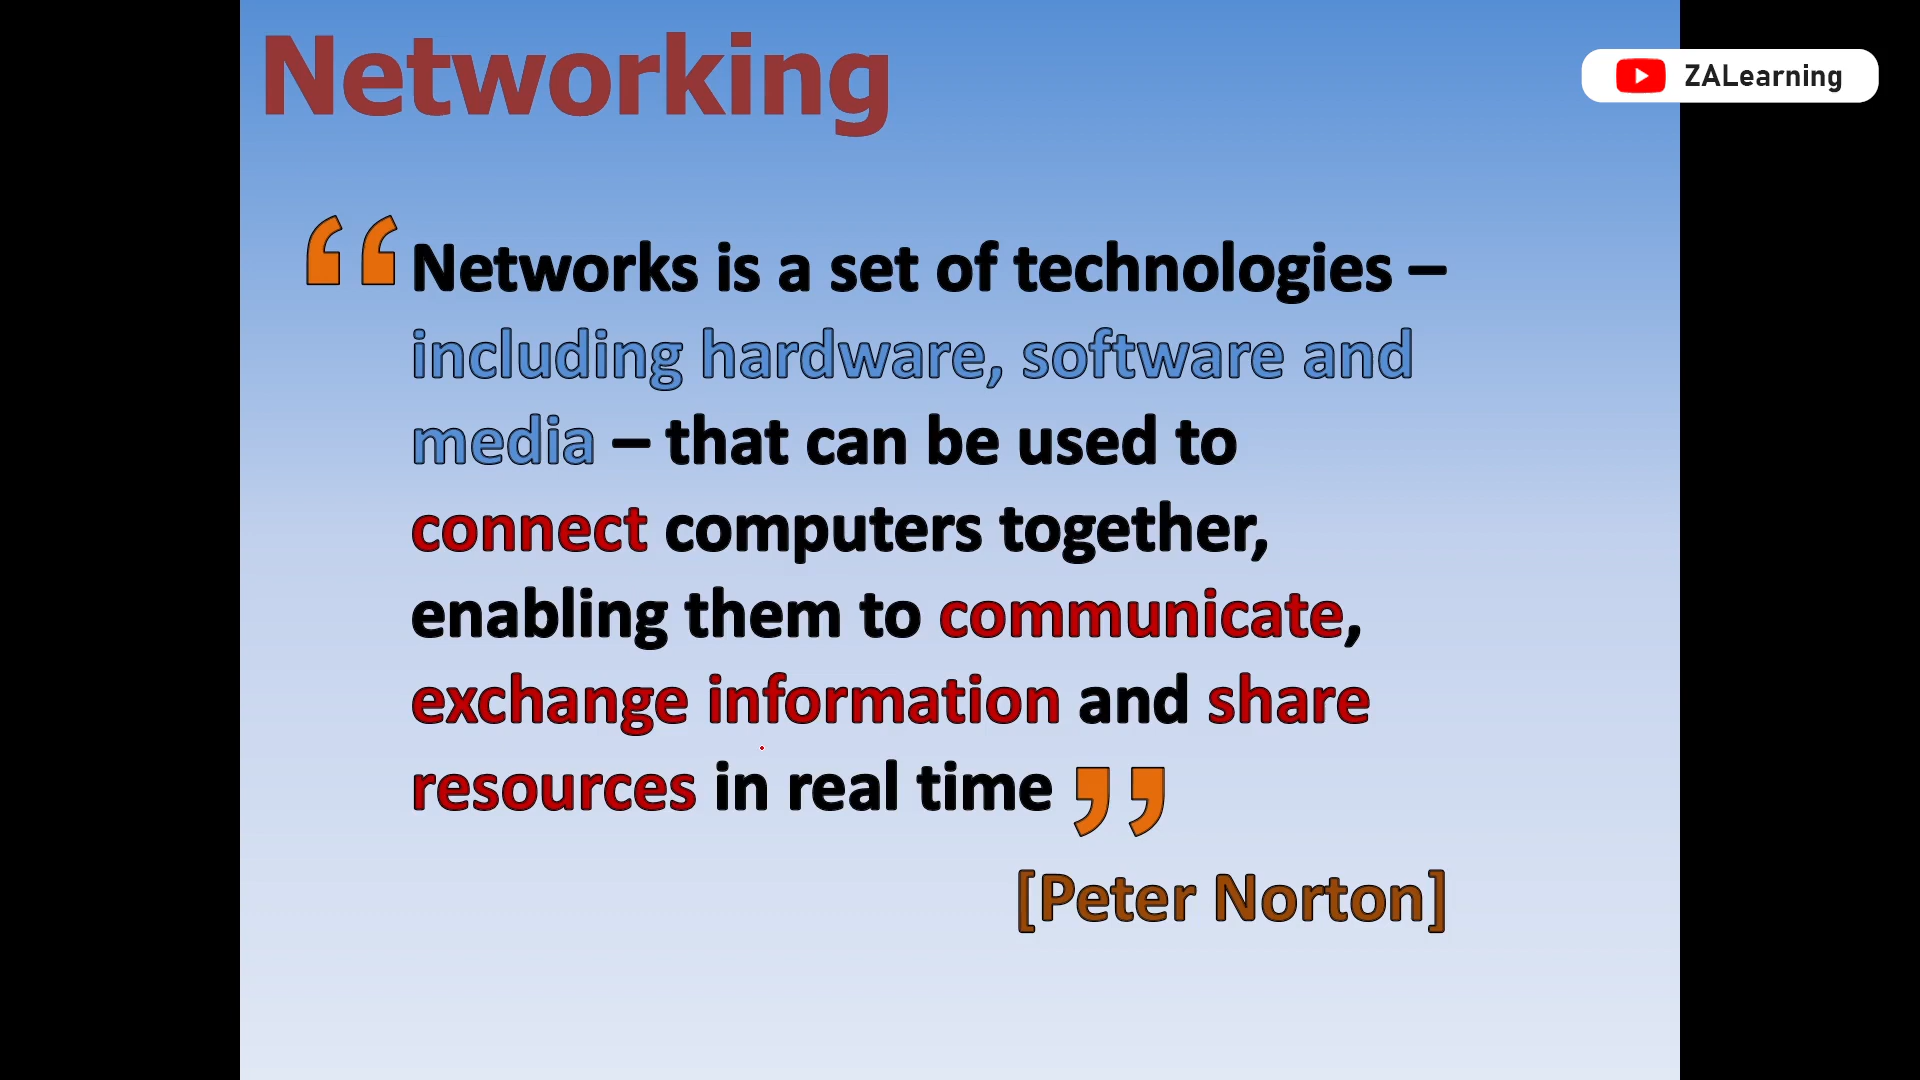 Networking
ZALearning
“ Networks is a set of technologies –
including hardware, software and
media – that can be used to
connect computers together,
enabling them to communicate,
exchange information and share
resources in real time ”
[Peter Norton]